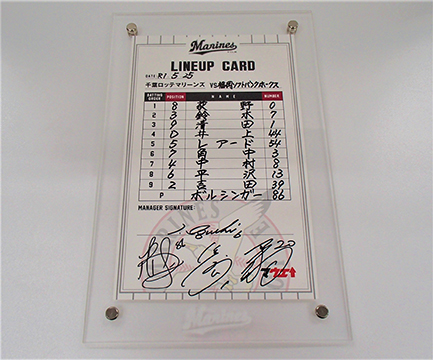 Marines
LINEUP CARD
DATE R1 5 25
千葉ロッテマリーンズ VS 福岡ソフトバンクホークス
BATTING ORDER POSITION NAME NUMBER
1 8 荻野 0
2 3 鈴木 7
3 9 清田 1
4 D 井上 44
5 5 レアード 54
6 7 角中 3
7 4 中村 8
8 6 平沢 13
9 2 吉田 39
P ボルシンガー 86
MANAGER SIGNATURE:
Marines